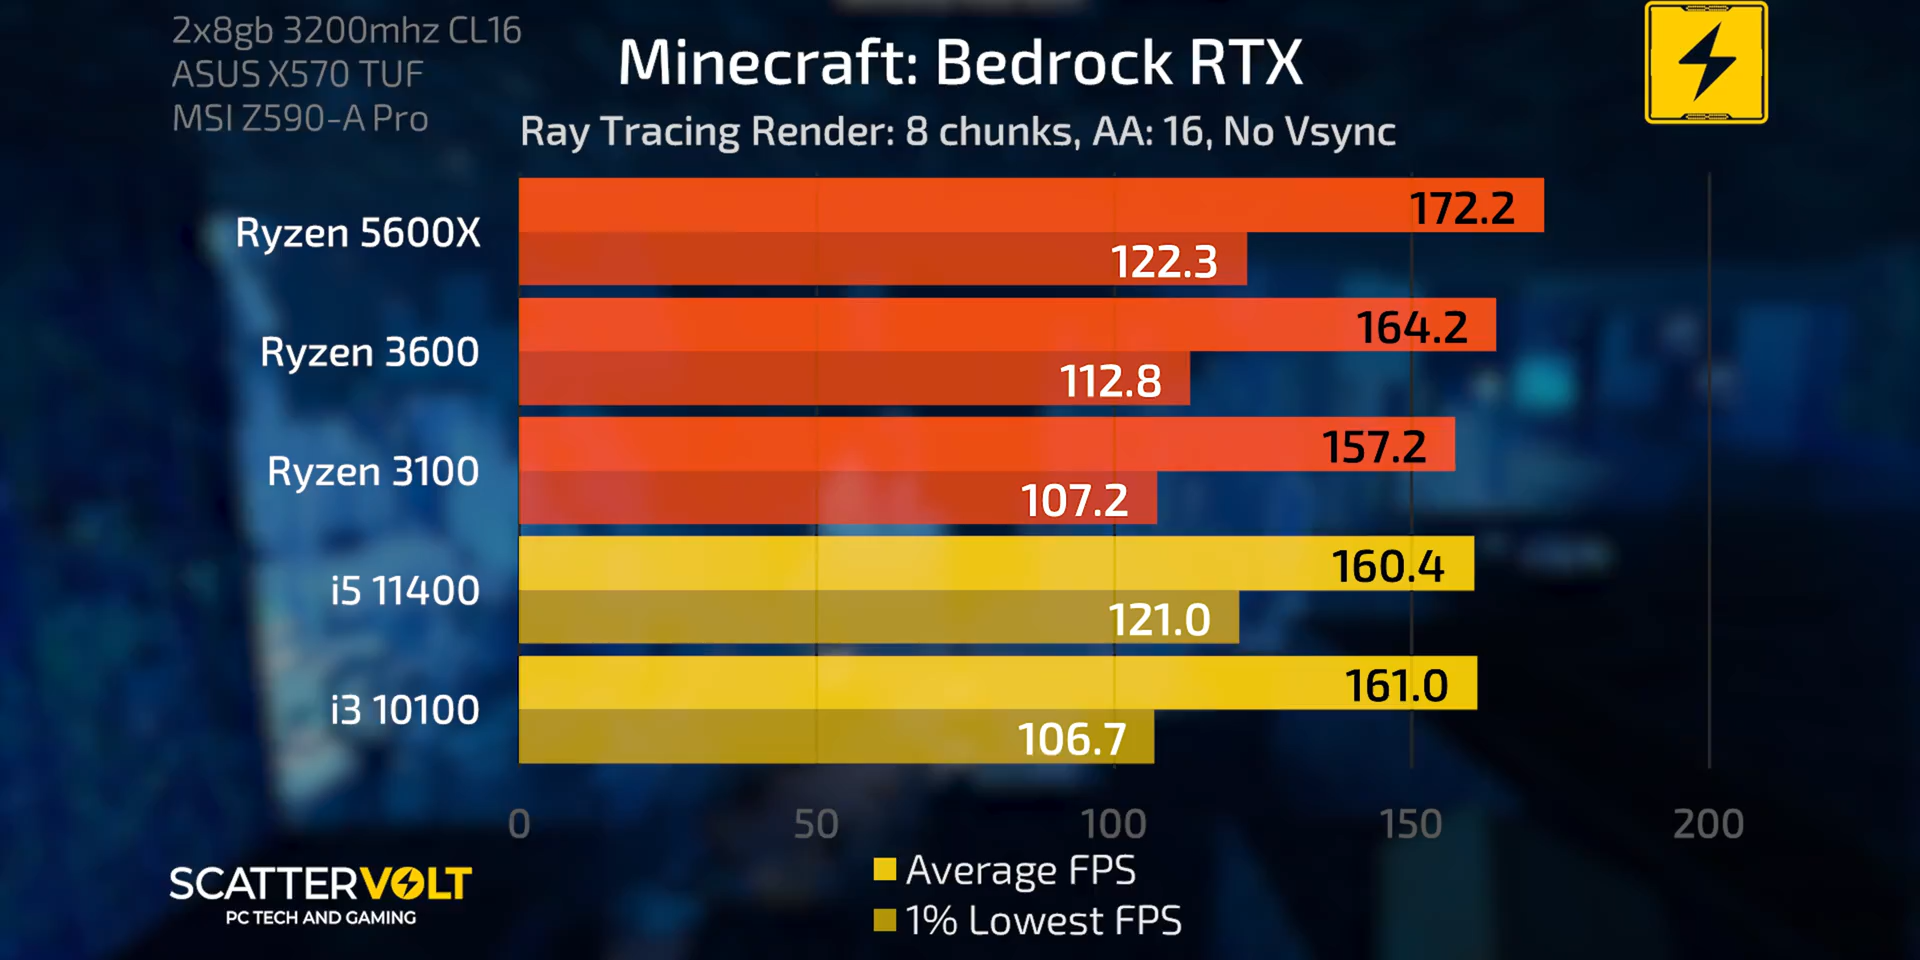 2x8gb 3200mhz CL16
ASUS X570 TUF
MSI Z590-A Pro
Minecraft: Bedrock RTX
Ray Tracing Render: 8 chunks, AA: 16, No Vsync
Ryzen 5600X
172.2
122.3
Ryzen 3600
164.2
112.8
Ryzen 3100
157.2
107.2
i5 11400
160.4
121.0
i3 10100
161.0
106.7
0 50 100 150 200
Average FPS
1% Lowest FPS
SCATTERVOLT
PC TECH AND GAMING